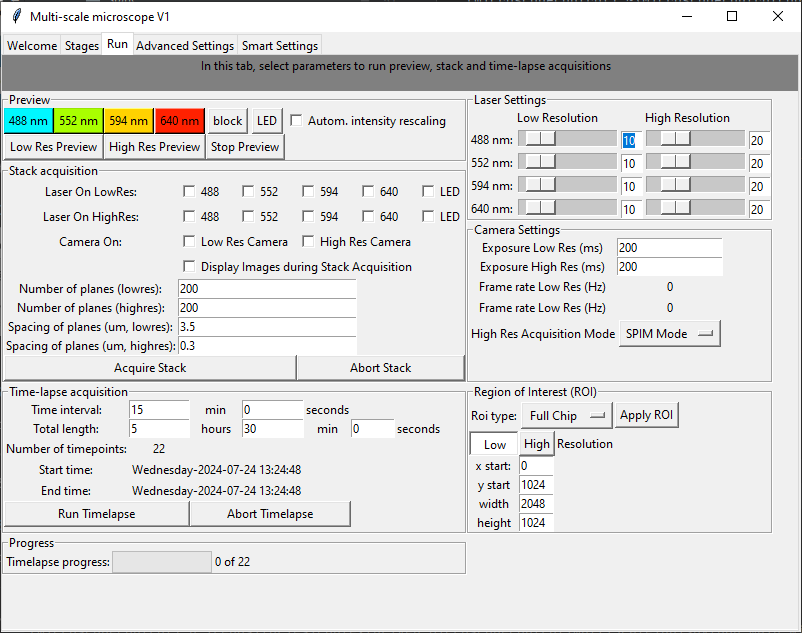 Multi-scale microscope V1
Welcome Stages Run Advanced Settings Smart Settings
In this tab, select parameters to run preview, stack and time-lapse acquisitions
Preview
488 nm 552 nm 594 nm 640 nm block LED Autom. intensity rescaling
Low Res Preview High Res Preview Stop Preview
Stack acquisition
Laser On LowRes: 488 552 594 640 LED
Laser On HighRes: 488 552 594 640 LED
Camera On: Low Res Camera High Res Camera
Display Images during Stack Acquisition
Number of planes (lowres): 200
Number of planes (highres): 200
Spacing of planes (um, lowres): 3.5
Spacing of planes (um, highres): 0.3
Acquire Stack Abort Stack
Time-lapse acquisition
Time interval: 15 min 0 seconds
Total length: 5 hours 30 min 0 seconds
Number of timepoints: 22
Start time: Wednesday-2024-07-24 13:24:48
End time: Wednesday-2024-07-24 13:24:48
Run Timelapse Abort Timelapse
Progress
Timelapse progress: 0 of 22
Laser Settings
Low Resolution High Resolution
488 nm: 10 20
552 nm: 10 20
594 nm: 10 20
640 nm: 10 20
Camera Settings
Exposure Low Res (ms) 200
Exposure High Res (ms) 200
Frame rate Low Res (Hz) 0
Frame rate Low Res (Hz) 0
High Res Acquisition Mode SPIM Mode
Region of Interest (ROI)
Roi type: Full Chip Apply ROI
Low High Resolution
x start: 0
y start 1024
width 2048
height 1024